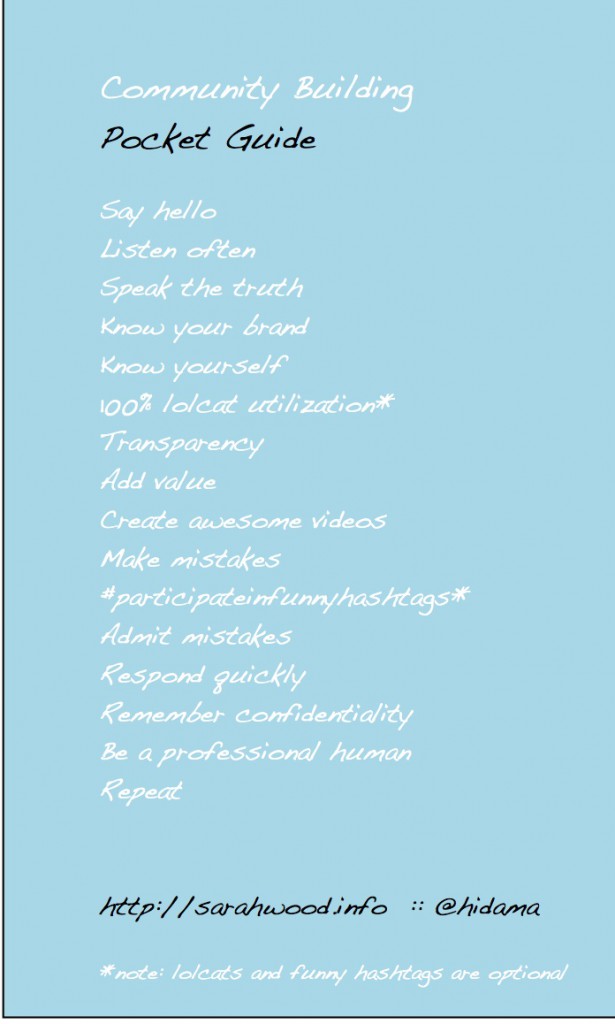 Community Building
Pocket Guide
Say hello
Listen often
Speak the truth
Know your brand
Know yourself
100% lolcat utilization*
Transparency
Add value
Create awesome videos
Make mistakes
#participateinfunnyhashtags*
Admit mistakes
Respond quickly
Remember confidentiality
Be a professional human
Repeat
http://sarahwood.info :: @hidama
*note: lolcats and funny hashtags are optional